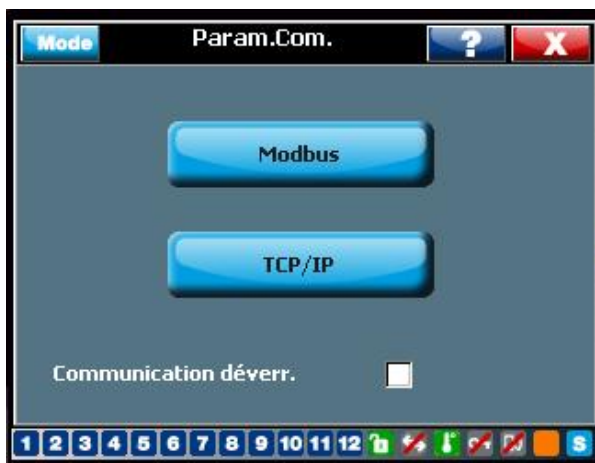 Mode Param.Com. ? X
Modbus
TCP/IP
Communication déverr.
1 2 3 4 5 6 7 8 9 10 11 12 S